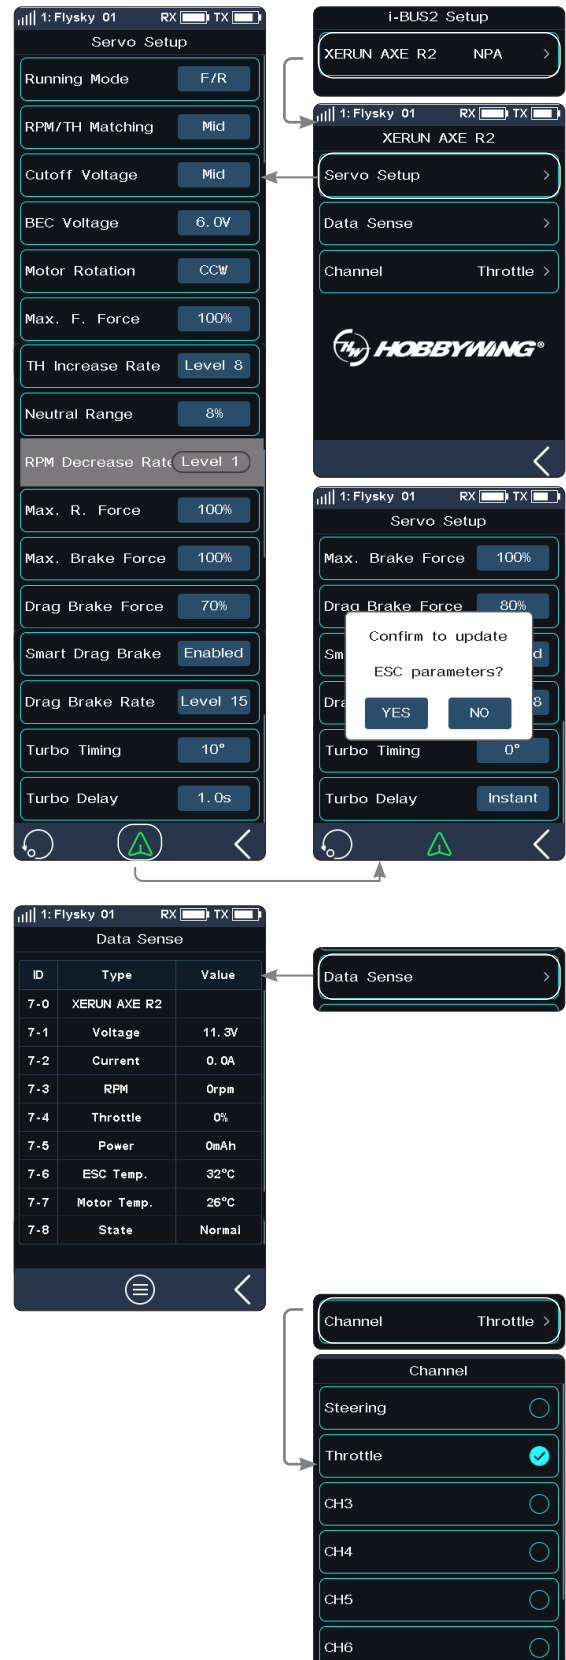 1: Flysky 01 RX TX
Servo Setup
Running Mode F/R
RPM/TH Matching Mid
Cutoff Voltage Mid
BEC Voltage 6.0V
Motor Rotation CCW
Max. F. Force 100%
TH Increase Rate Level 8
Neutral Range 8%
RPM Decrease Rate Level 1
Max. R. Force 100%
Max. Brake Force 100%
Drag Brake Force 70%
Smart Drag Brake Enabled
Drag Brake Rate Level 15
Turbo Timing 10°
Turbo Delay 1.0s
i-BUS2 Setup
XERUN AXE R2 NPA >
1: Flysky 01 RX TX
XERUN AXE R2
Servo Setup >
Data Sense >
Channel Throttle >
HW HOBBYWING®
1: Flysky 01 RX TX
Servo Setup
Max. Brake Force 100%
Drag Brake Force 80%
Confirm to update
ESC parameters?
YES NO
Sm d
Dra 8
Turbo Timing 0°
Turbo Delay Instant
1: Flysky 01 RX TX
Data Sense
ID Type Value
7-0 XERUN AXE R2
7-1 Voltage 11.3V
7-2 Current 0.0A
7-3 RPM 0rpm
7-4 Throttle 0%
7-5 Power 0mAh
7-6 ESC Temp. 32°C
7-7 Motor Temp. 26°C
7-8 State Normal
Data Sense >
Channel Throttle >
Channel
Steering
Throttle
CH3
CH4
CH5
CH6